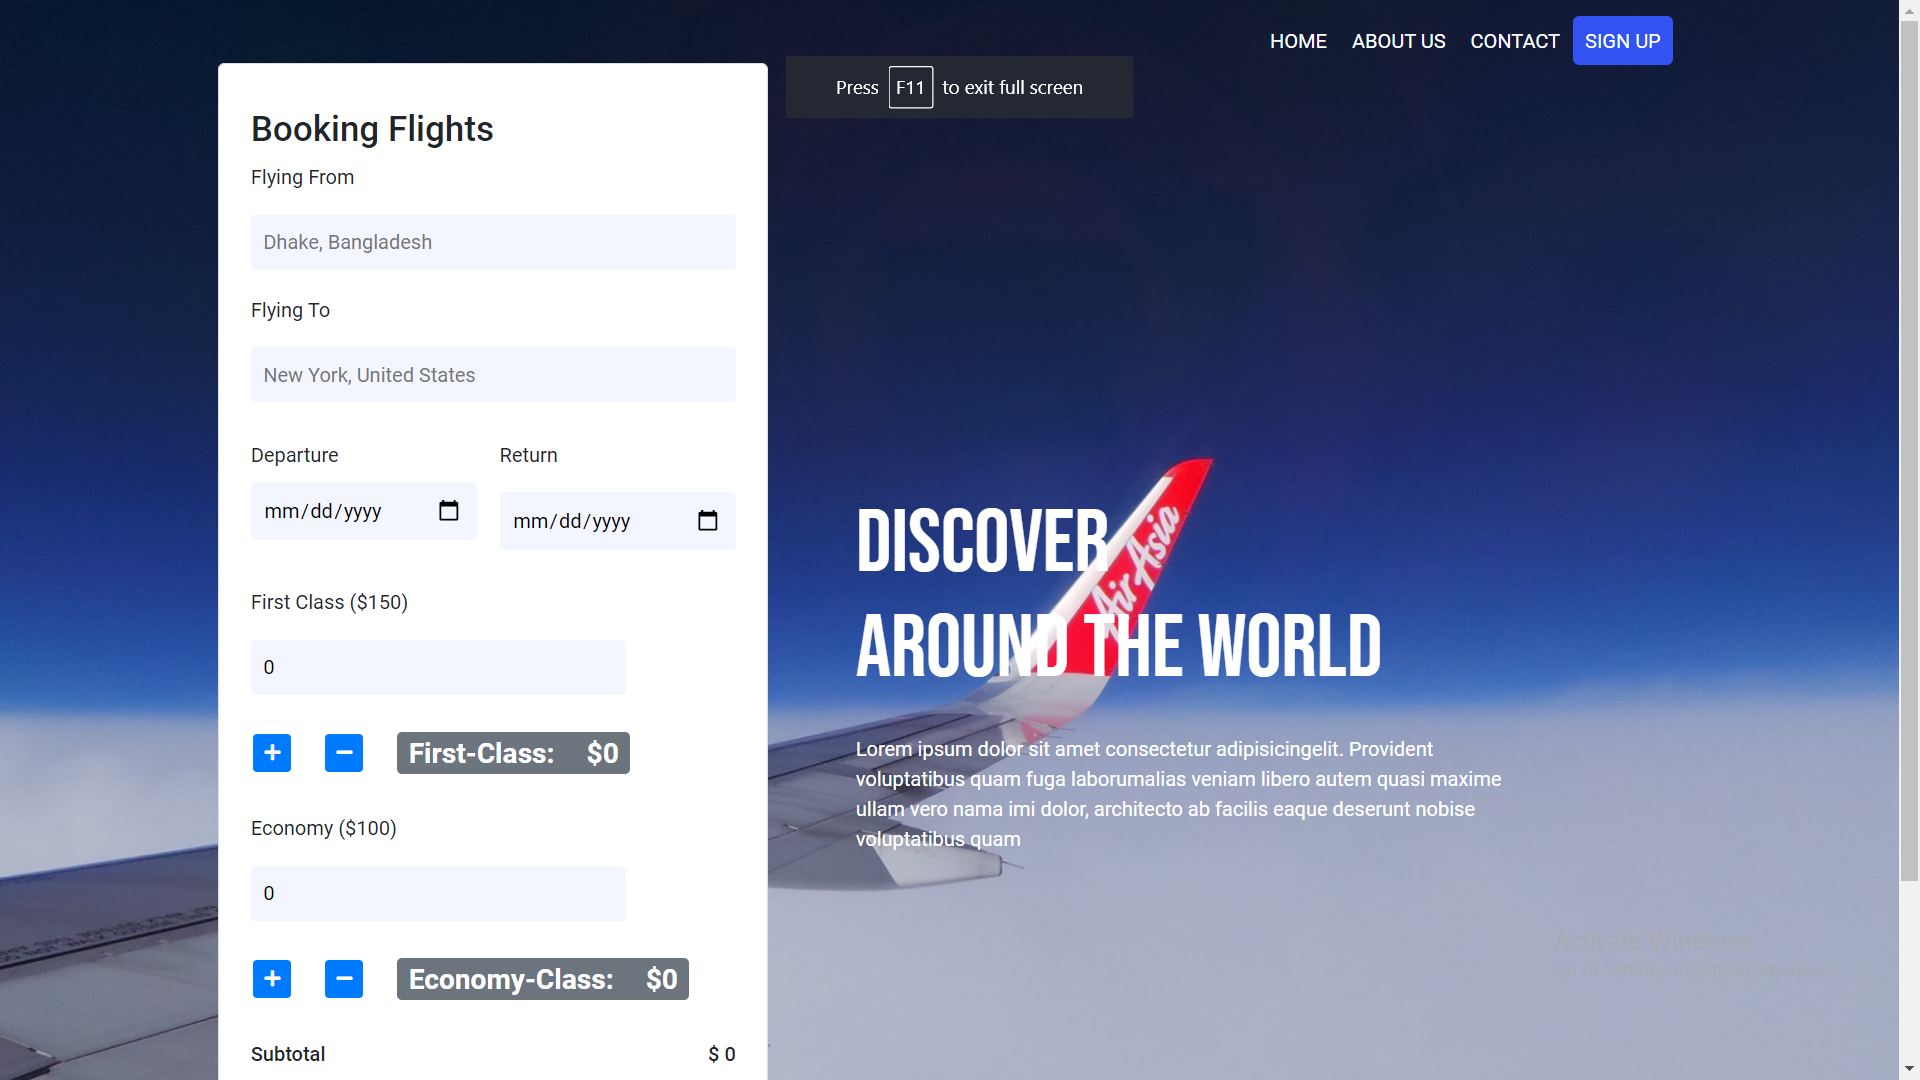 HOME ABOUT US CONTACT SIGN UP
Press F11 to exit full screen
Booking Flights
Flying From
Dhake, Bangladesh
Flying To
New York, United States
Departure Return
mm/dd/yyyy mm/dd/yyyy
First Class ($150)
0
+ − First-Class: $0
Economy ($100)
0
+ − Economy-Class: $0
Subtotal $ 0
DISCOVER
AROUND THE WORLD
AirAsia
Lorem ipsum dolor sit amet consectetur adipisicingelit. Provident
voluptatibus quam fuga laborumalias veniam libero autem quasi maxime
ullam vero nama imi dolor, architecto ab facilis eaque deserunt nobise
voluptatibus quam
Activate Windows
Go to Settings to activate Windows.